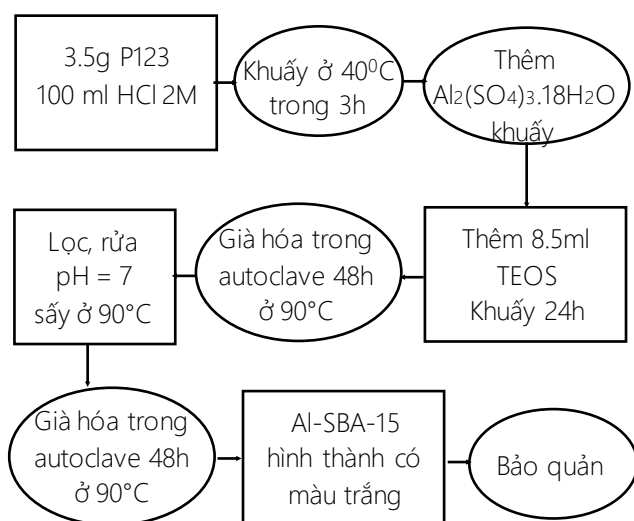 3.5g P123
100 ml HCl 2M
Khuấy ở 40⁰C
trong 3h
Thêm
Al₂(SO₄)₃.18H₂O
khuấy
Thêm 8.5ml
TEOS
Khuấy 24h
Già hóa trong
autoclave 48h
ở 90°C
Lọc, rửa
pH = 7
sấy ở 90°C
Già hóa trong
autoclave 48h
ở 90°C
Al-SBA-15
hình thành có
màu trắng
Bảo quản